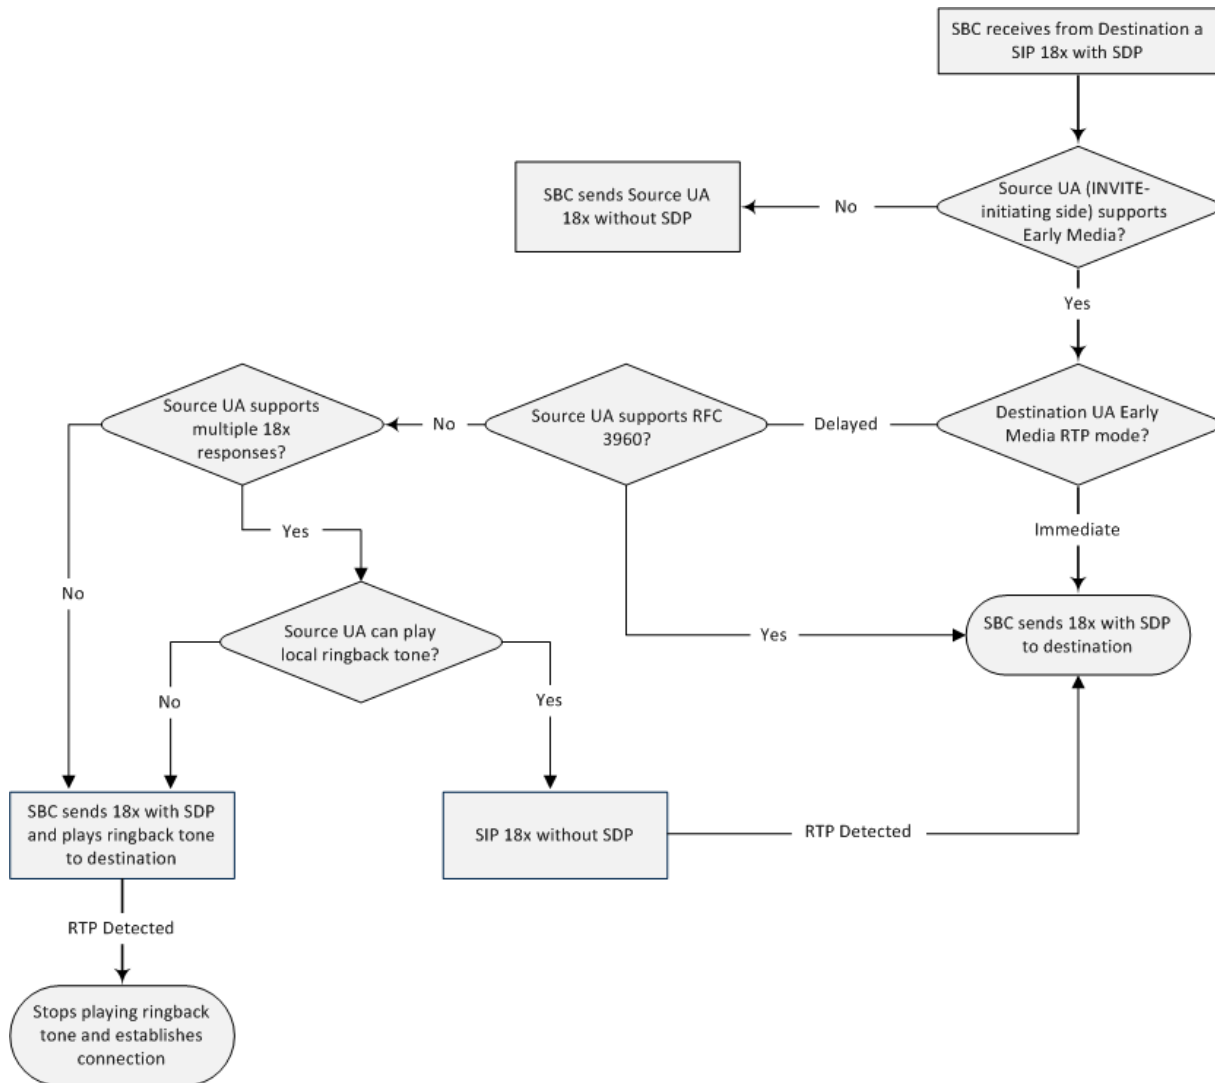 SBC receives from Destination a
SIP 18x with SDP
SBC sends Source UA
18x without SDP
No
Source UA (INVITE-
initiating side) supports
Early Media?
Yes
Source UA supports
multiple 18x
responses?
No
Source UA supports RFC
3960?
Delayed
Destination UA Early
Media RTP mode?
Yes
Immediate
No
Source UA can play
local ringback tone?
Yes
SBC sends 18x with SDP
to destination
No
Yes
SBC sends 18x with SDP
and plays ringback tone
to destination
SIP 18x without SDP
RTP Detected
RTP Detected
Stops playing ringback
tone and establishes
connection